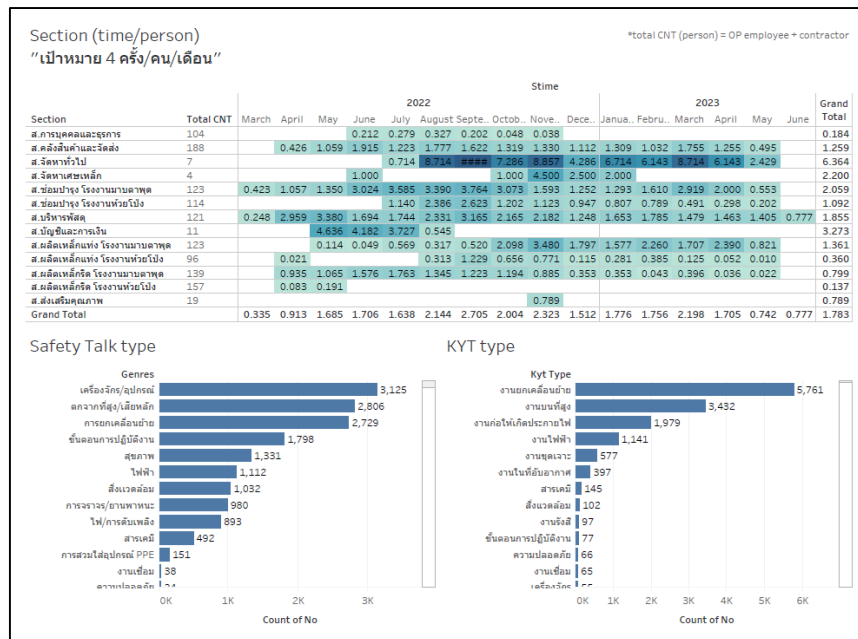 Section (time/person)
*total CNT (person) = OP employee + contractor
"เป้าหมาย 4 ครั้ง/คน/เดือน"
Stime
2022 2023 Grand
Section Total CNT March April May June July August Septe.. Octob.. Nove.. Dece.. Janua.. Febru.. March April May June Total
ส.การบุคคลและธุรการ 104 0.212 0.279 0.327 0.202 0.048 0.038 0.184
ส.คลังสินค้าและจัดส่ง 188 0.426 1.059 1.915 1.223 1.777 1.622 1.319 1.330 1.112 1.309 1.032 1.755 1.255 0.495 1.259
ส.จัดหาทั่วไป 7 0.714 8.714 #### 7.286 8.857 4.286 6.714 6.143 8.714 6.143 2.429 6.364
ส.จัดหาเศษเหล็ก 4 1.000 1.000 4.500 2.500 2.000 2.200
ส.ซ่อมบำรุง โรงงานมาบตาพุด 123 0.423 1.057 1.350 3.024 3.585 3.390 3.764 3.073 1.593 1.252 1.293 1.610 2.919 2.000 0.553 2.059
ส.ซ่อมบำรุง โรงงานห้วยโป่ง 114 1.140 2.386 2.623 1.202 1.123 0.947 0.807 0.789 0.491 0.298 0.202 1.092
ส.บริหารพัสดุ 121 0.248 2.959 3.380 1.694 1.744 2.331 3.165 2.165 2.182 1.248 1.653 1.785 1.479 1.463 1.405 0.777 1.855
ส.บัญชีและการเงิน 11 4.636 4.182 3.727 0.545 3.273
ส.ผลิตเหล็กแท่ง โรงงานมาบตาพุด 123 0.114 0.049 0.569 0.317 0.520 2.098 3.480 1.797 1.577 2.260 1.707 2.390 0.821 1.361
ส.ผลิตเหล็กแท่ง โรงงานห้วยโป่ง 96 0.021 0.313 1.229 0.656 0.771 0.115 0.281 0.385 0.125 0.052 0.010 0.360
ส.ผลิตเหล็กรีด โรงงานมาบตาพุด 139 0.935 1.065 1.576 1.763 1.345 1.223 1.194 0.885 0.353 0.353 0.043 0.396 0.036 0.022 0.799
ส.ผลิตเหล็กรีด โรงงานห้วยโป่ง 157 0.083 0.191 0.137
ส.ส่งเสริมคุณภาพ 19 0.789 0.789
Grand Total 0.335 0.913 1.685 1.706 1.638 2.144 2.705 2.004 2.323 1.512 1.776 1.756 2.198 1.705 0.742 0.777 1.783
Safety Talk type
Genres
เครื่องจักร/อุปกรณ์ 3,125
ตกจากที่สูง/เสียหลัก 2,806
การยกเคลื่อนย้าย 2,729
ขั้นตอนการปฏิบัติงาน 1,798
สุขภาพ 1,331
ไฟฟ้า 1,112
สิ่งแวดล้อม 1,032
การจราจร/ยานพาหนะ 980
ไฟ/การดับเพลิง 893
สารเคมี 492
การสวมใส่อุปกรณ์ PPE 151
งานเชื่อม 38
ความปลอดภัย
0K 1K 2K 3K
Count of No
KYT type
Kyt Type
งานยกเคลื่อนย้าย 5,761
งานบนที่สูง 3,432
งานก่อให้เกิดประกายไฟ 1,979
งานไฟฟ้า 1,141
งานขุดเจาะ 577
งานในที่อับอากาศ 397
สารเคมี 145
สิ่งแวดล้อม 102
งานรังสี 97
ขั้นตอนการปฏิบัติงาน 77
ความปลอดภัย 66
งานเชื่อม 65
เครื่องจักร
0K 1K 2K 3K 4K 5K 6K
Count of No